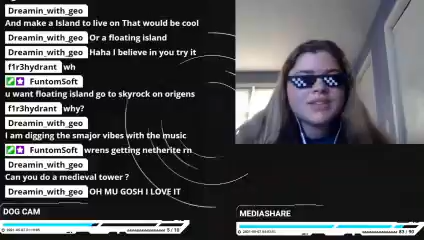 Dreamin_with_geo
And make a Island to live on That would be cool
Dreamin_with_geo Or a floating island
Dreamin_with_geo Haha I believe in you try it
f1r3hydrant wh
FuntomSoft
u want floating island go to skyrock on origens
f1r3hydrant why?
Dreamin_with_geo
I am digging the smajor vibes with the music
FuntomSoft wrens getting netherite rn
Dreamin_with_geo
Can you do a medieval tower ?
Dreamin_with_geo OH MU GOSH I LOVE IT
DOG CAM
MEDIASHARE